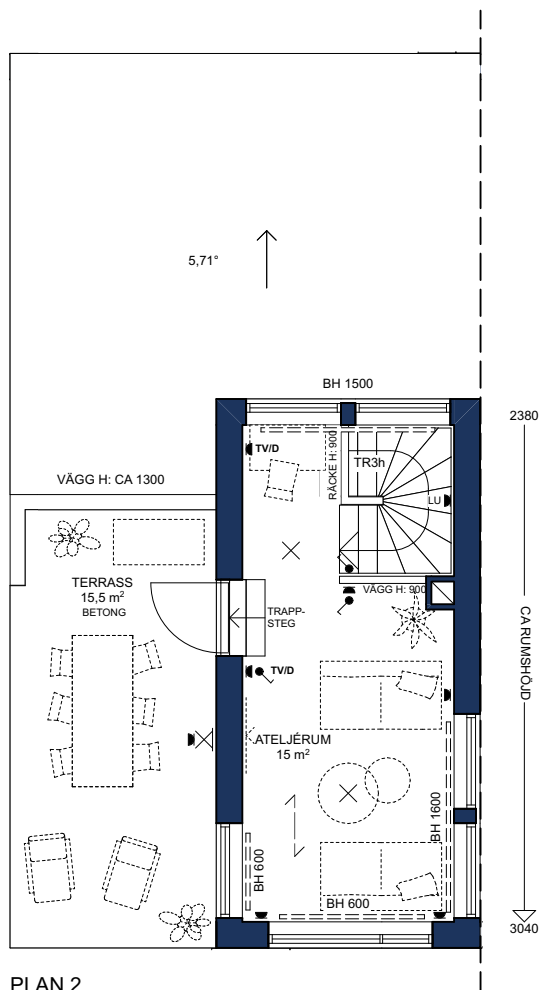 5,71°
BH 1500
2380
TV/D
RÄCKE H: 900
TR3h
LU
VÄGG H: CA 1300
TERRASS
15,5 m²
BETONG
TRAPP-
STEG
VÄGG H: 900
CA RUMSHÖJD
TV/D
ATELJÉRUM
15 m²
BH 1600
BH 600
BH 600
3040
PLAN 2